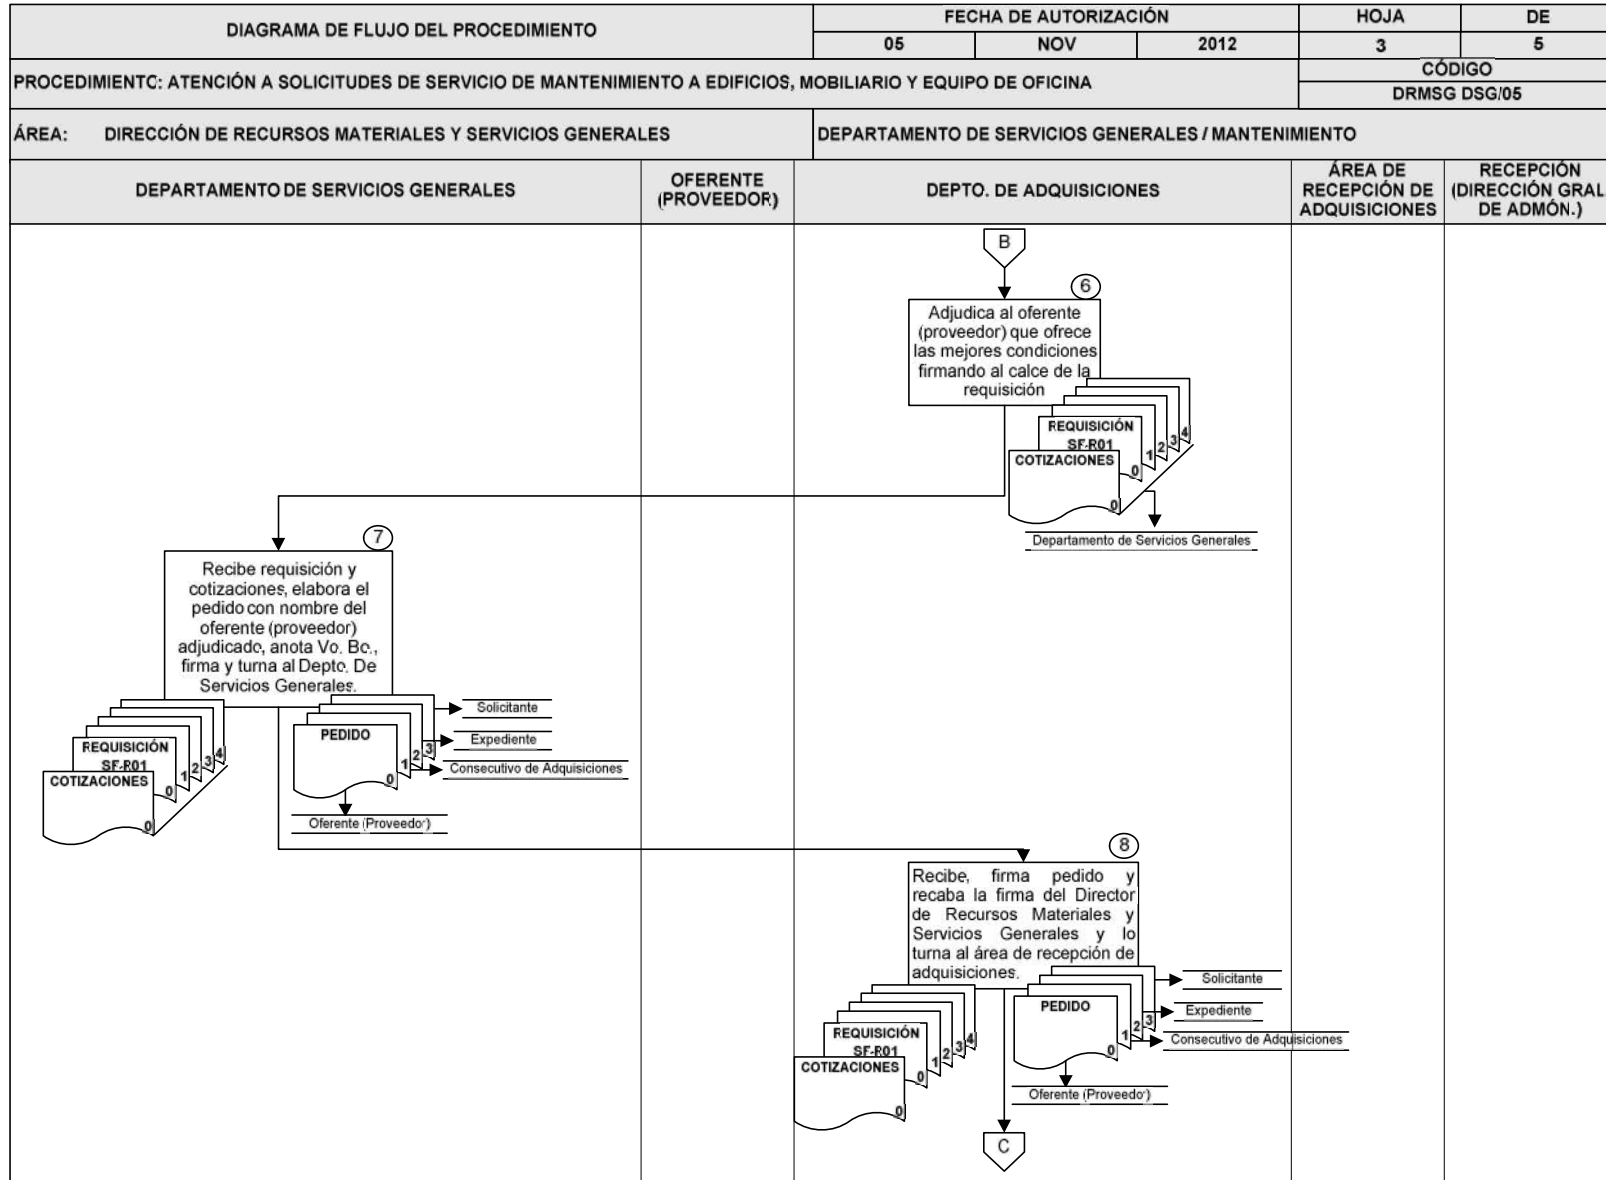 DIAGRAMA DE FLUJO DEL PROCEDIMIENTO
FECHA DE AUTORIZACIÓN
HOJA
DE
05
NOV
2012
3
5
PROCEDIMIENTO: ATENCIÓN A SOLICITUDES DE SERVICIO DE MANTENIMIENTO A EDIFICIOS, MOBILIARIO Y EQUIPO DE OFICINA
CÓDIGO
DRMSG DSG/05
ÁREA: DIRECCIÓN DE RECURSOS MATERIALES Y SERVICIOS GENERALES
DEPARTAMENTO DE SERVICIOS GENERALES / MANTENIMIENTO
DEPARTAMENTO DE SERVICIOS GENERALES
OFERENTE
(PROVEEDOR)
DEPTO. DE ADQUISICIONES
ÁREA DE
RECEPCIÓN DE
ADQUISICIONES
RECEPCIÓN
(DIRECCIÓN GRAL.
DE ADMÓN.)
B
6
Adjudica al oferente
(proveedor) que ofrece
las mejores condiciones
firmando al calce de la
requisición
REQUISICIÓN
SF-R01
COTIZACIONES
0
0
1
2
3
4
Departamento de Servicios Generales
7
Recibe requisición y
cotizaciones, elabora el
pedido con nombre del
oferente (proveedor)
adjudicado, anota Vo. Bo.,
firma y turna al Depto. De
Servicios Generales.
REQUISICIÓN
SF-R01
COTIZACIONES
0
0
1
2
3
4
PEDIDO
0
1
2
3
Solicitante
Expediente
Consecutivo de Adquisiciones
Oferente (Proveedor)
8
Recibe, firma pedido y
recaba la firma del Director
de Recursos Materiales y
Servicios Generales y lo
turna al área de recepción de
adquisiciones.
REQUISICIÓN
SF-R01
COTIZACIONES
0
0
1
2
3
4
PEDIDO
0
1
2
3
Solicitante
Expediente
Consecutivo de Adquisiciones
Oferente (Proveedor)
C